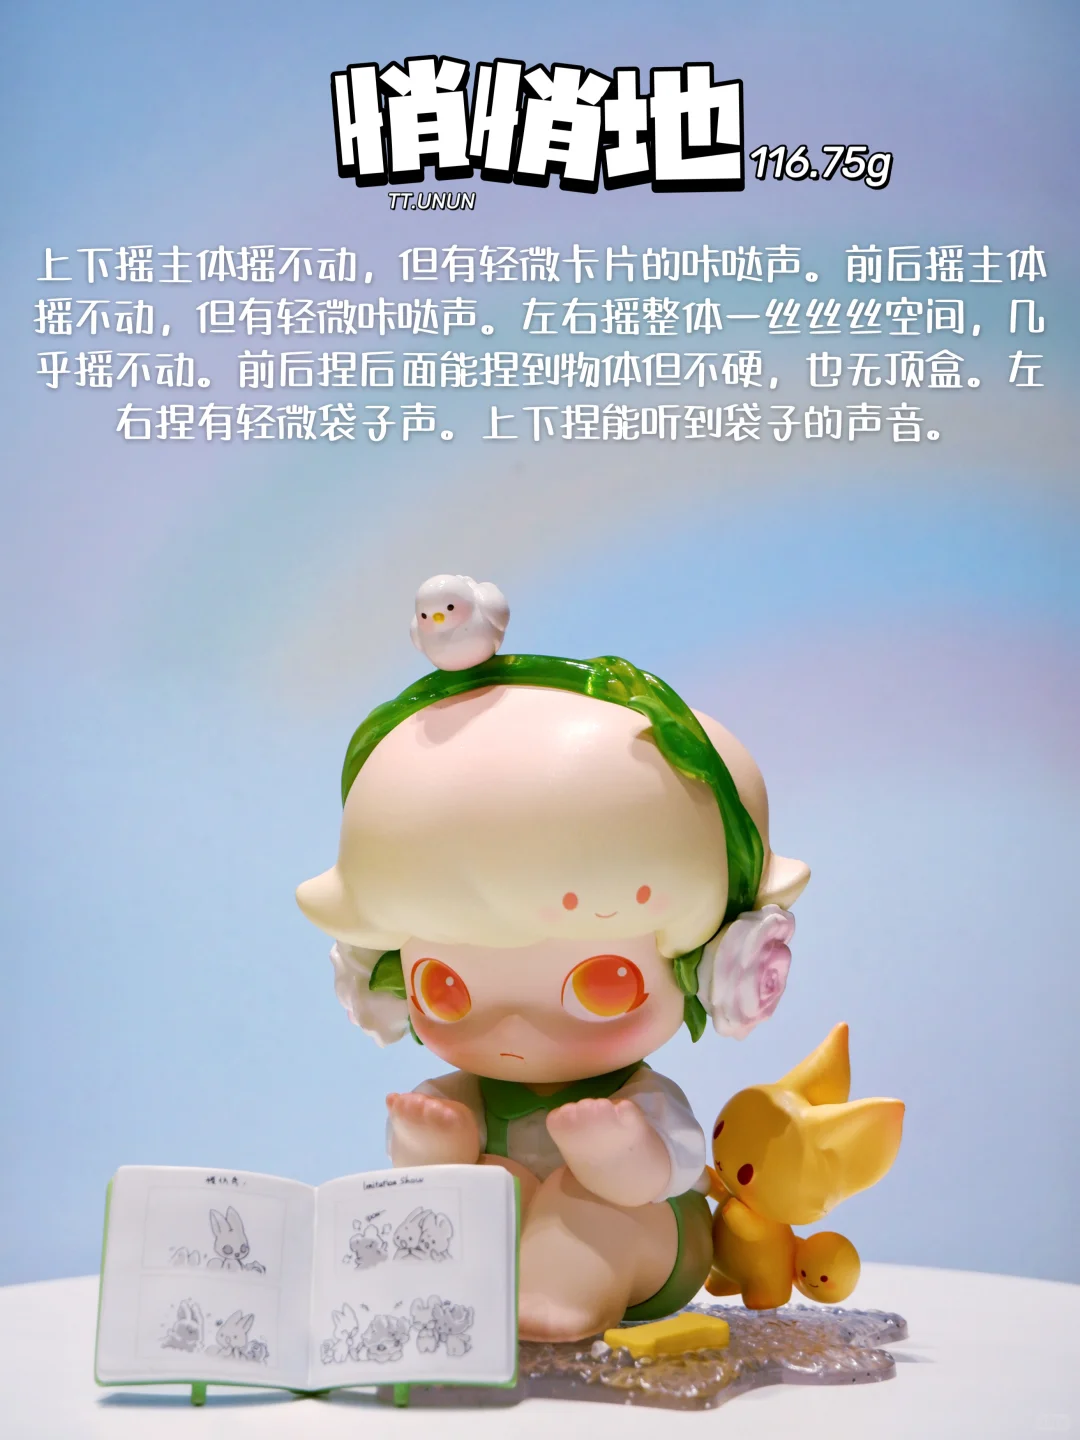 悄悄地
116.75g
TT.UNUN
上下摇主体摇不动，但有轻微卡片的咔哒声。前后摇主体
摇不动，但有轻微咔哒声。左右摇整体一丝丝丝空间，几
乎摇不动。前后捏后面能捏到物体但不硬，也无顶盒。左
右捏有轻微袋子声。上下捏能听到袋子的声音。
Imitation Show